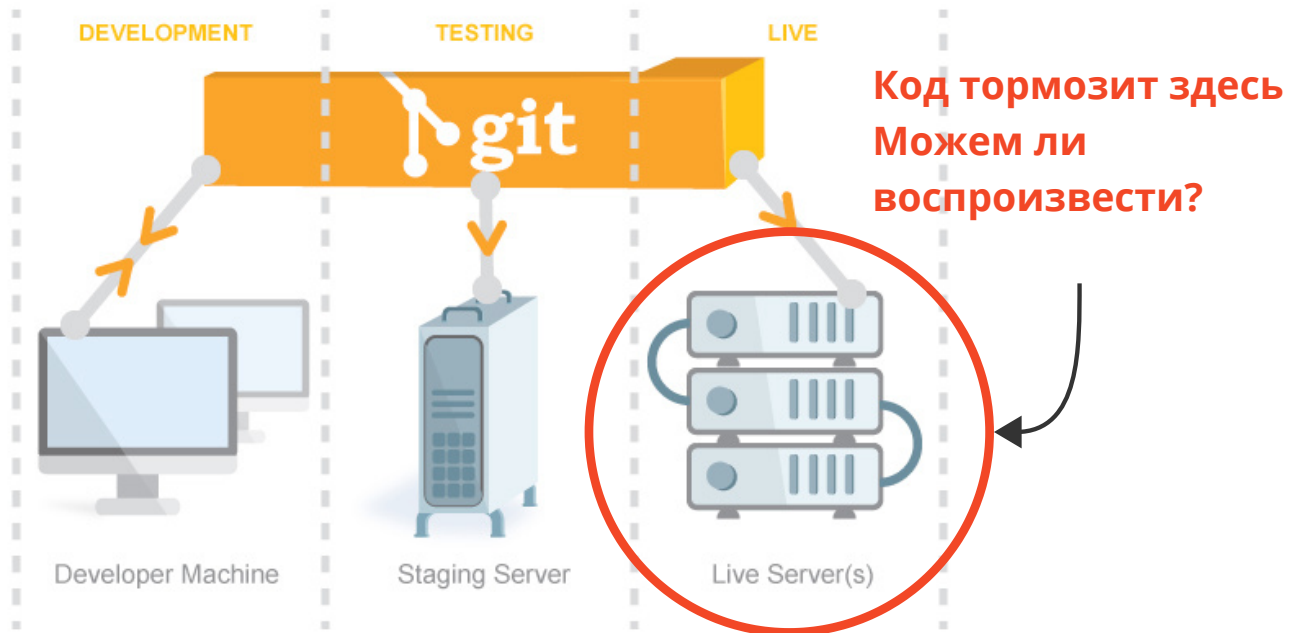 DEVELOPMENT
TESTING
LIVE
git
Код тормозит здесь
Можем ли
воспроизвести?
Developer Machine
Staging Server
Live Server(s)